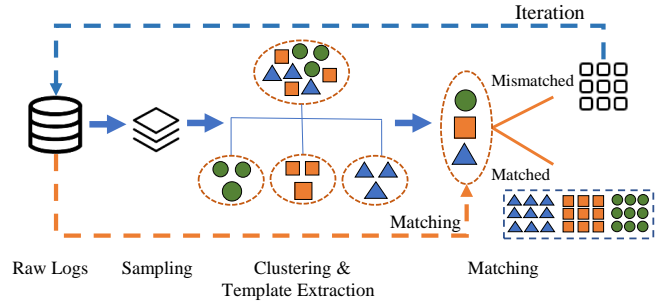 Iteration
Mismatched
Matched
Matching
Raw Logs
Sampling
Clustering &
Template Extraction
Matching